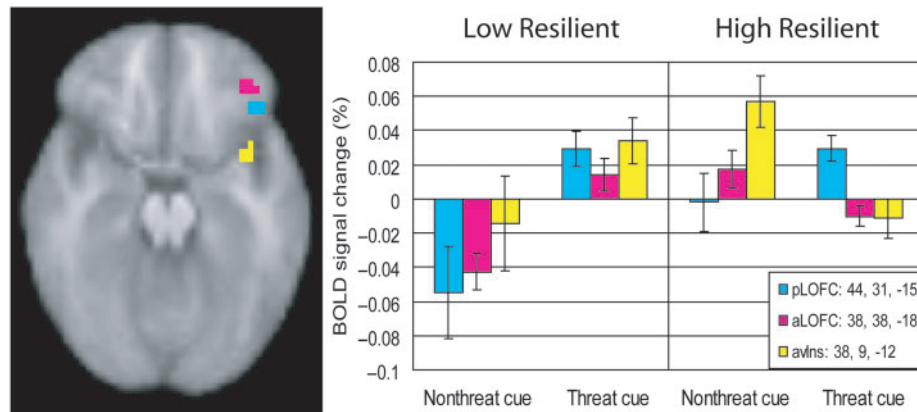 Low Resilient High Resilient
BOLD signal change (%)
0.08
0.06
0.04
0.02
0
−0.02
−0.04
−0.06
−0.08
−0.1
pLOFC: 44, 31, -15
aLOFC: 38, 38, -18
avIns: 38, 9, -12
Nonthreat cue Threat cue Nonthreat cue Threat cue